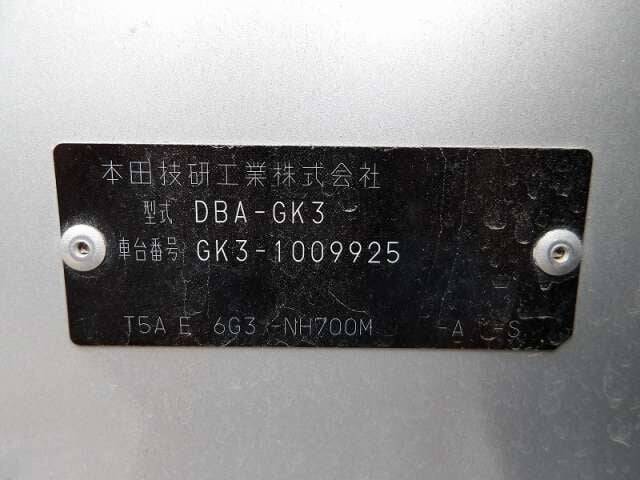 本田技研工業株式会社
型式 DBA-GK3 -
車台番号 GK3-1009925
T5A E 6G3 -NH700M -A -S